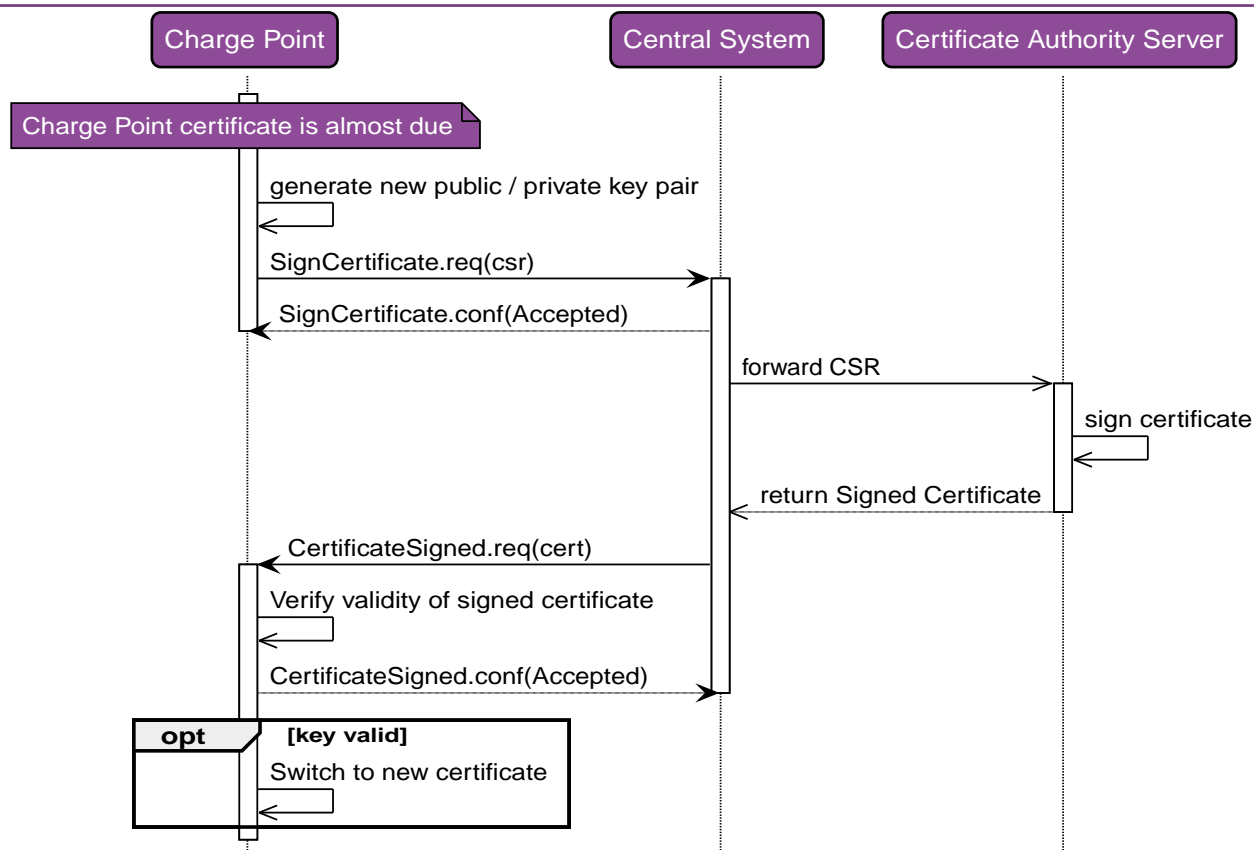 Charge Point
Central System
Certificate Authority Server
Charge Point certificate is almost due
generate new public / private key pair
SignCertificate.req(csr)
SignCertificate.conf(Accepted)
forward CSR
sign certificate
return Signed Certificate
CertificateSigned.req(cert)
Verify validity of signed certificate
CertificateSigned.conf(Accepted)
opt
[key valid]
Switch to new certificate